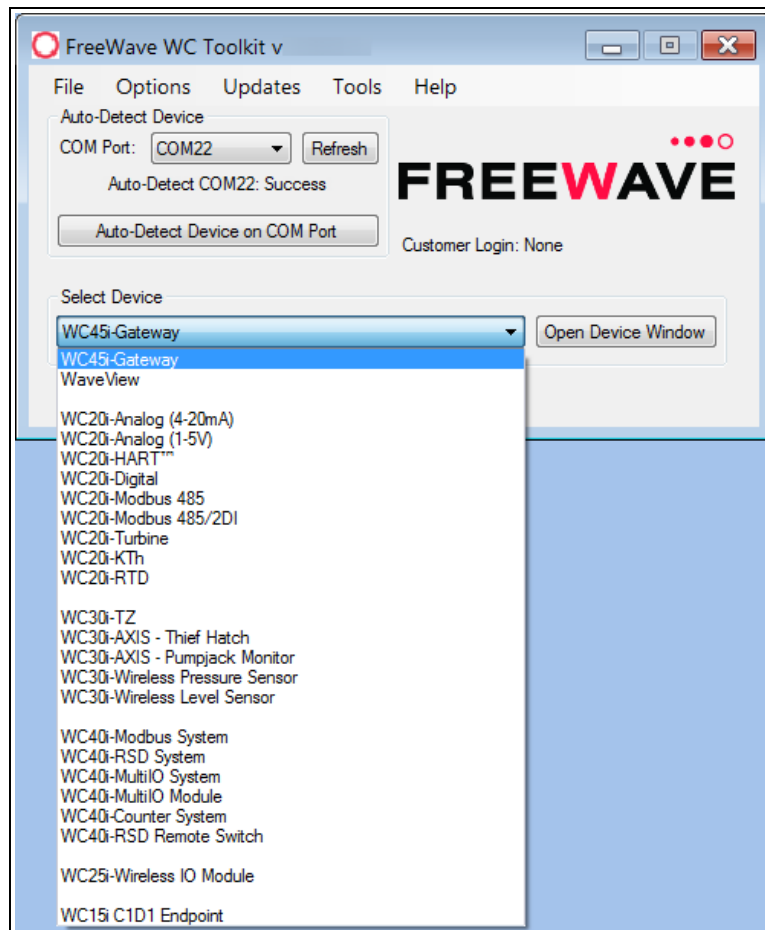 FreeWave WC Toolkit v
File Options Updates Tools Help
Auto-Detect Device
COM Port: COM22 Refresh
Auto-Detect COM22: Success
Auto-Detect Device on COM Port
FREEWAVE
Customer Login: None
Select Device
WC45i-Gateway Open Device Window
WC45i-Gateway
WaveView
WC20i-Analog (4-20mA)
WC20i-Analog (1-5V)
WC20i-HART™
WC20i-Digital
WC20i-Modbus 485
WC20i-Modbus 485/2DI
WC20i-Turbine
WC20i-KTh
WC20i-RTD
WC30i-TZ
WC30i-AXIS - Thief Hatch
WC30i-AXIS - Pumpjack Monitor
WC30i-Wireless Pressure Sensor
WC30i-Wireless Level Sensor
WC40i-Modbus System
WC40i-RSD System
WC40i-MultiIO System
WC40i-MultiIO Module
WC40i-Counter System
WC40i-RSD Remote Switch
WC25i-Wireless IO Module
WC15i C1D1 Endpoint